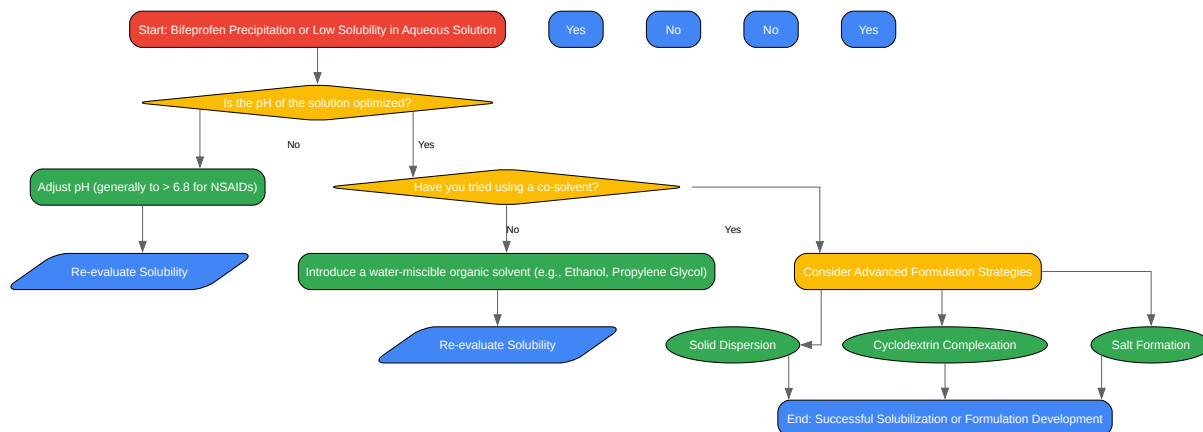 Start: Bifeprofen Precipitation or Low Solubility in Aqueous Solution
Yes
No
No
Yes
Is the pH of the solution optimized?
No
Yes
Adjust pH (generally to > 6.8 for NSAIDs)
Have you tried using a co-solvent?
No
Yes
Re-evaluate Solubility
Introduce a water-miscible organic solvent (e.g., Ethanol, Propylene Glycol)
Consider Advanced Formulation Strategies
Re-evaluate Solubility
Solid Dispersion
Cyclodextrin Complexation
Salt Formation
End: Successful Solubilization or Formulation Development